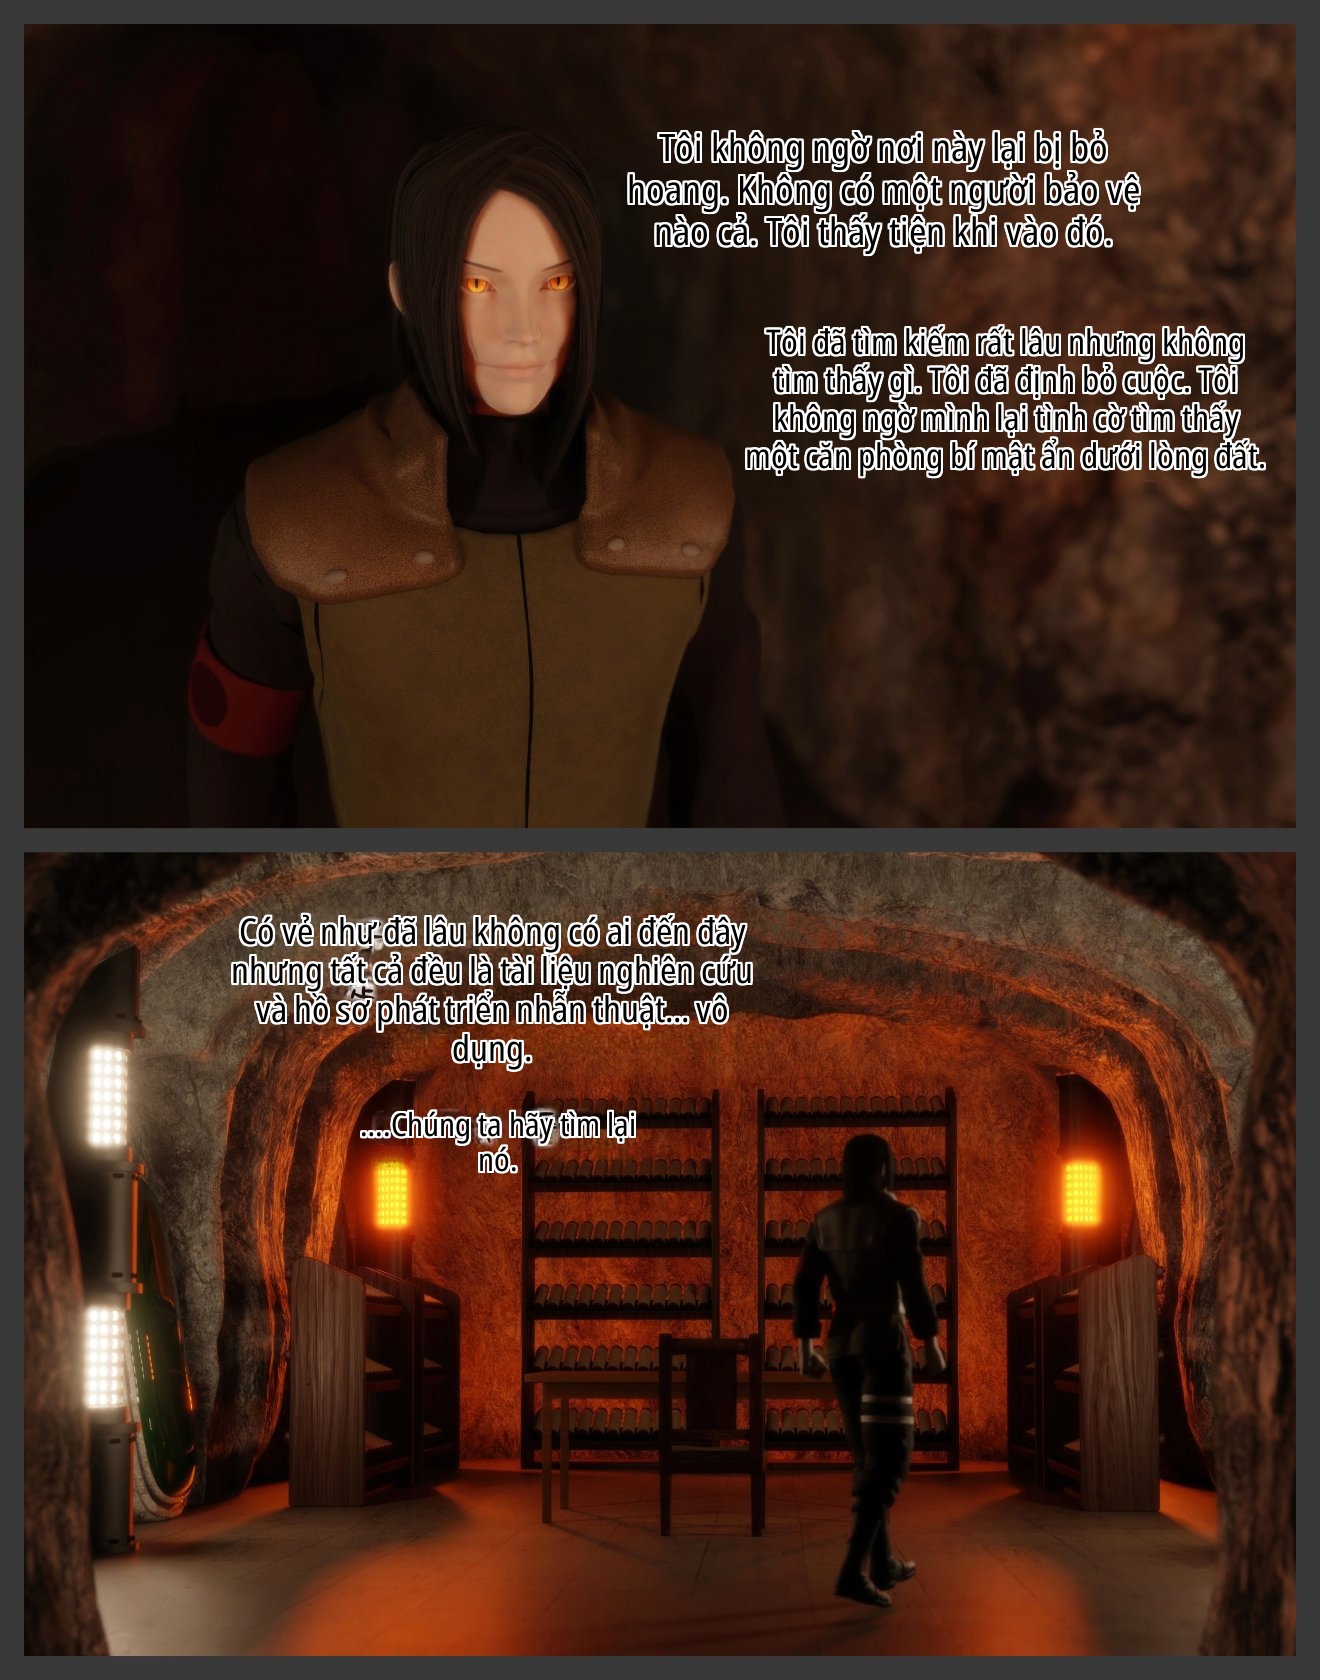 Tôi không ngờ nơi này lại bị bỏ
hoang. Không có một người bảo vệ
nào cả. Tôi thấy tiện khi vào đó.
Tôi đã tìm kiếm rất lâu nhưng không
tìm thấy gì. Tôi đã định bỏ cuộc. Tôi
không ngờ mình lại tình cờ tìm thấy
một căn phòng bí mật ẩn dưới lòng đất.
Có vẻ như đã lâu không có ai đến đây
nhưng tất cả đều là tài liệu nghiên cứu
và hồ sơ phát triển nhẫn thuật... vô
dụng.
....Chúng ta hãy tìm lại
nó.